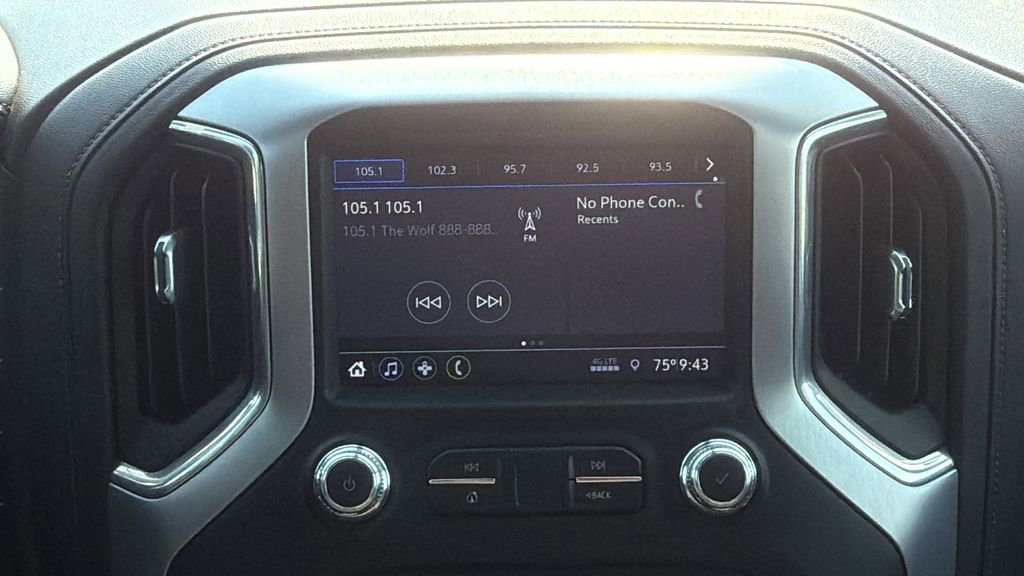 105.1 102.3 95.7 92.5 93.5
105.1 105.1
105.1 The Wolf 888-888..
FM
No Phone Con..
Recents
4G LTE
75° 9:43
BACK